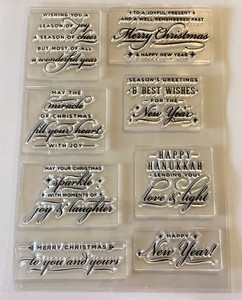 WISHING YOU A
SEASON OF joy
A SEASON OF cheer
BUT MOST OF ALL
a wonderful year
TO A JOYFUL PRESENT
AND A WELL REMEMBERED PAST
Merry Christmas
& HAPPY NEW YEAR
MAY THE
miracle
OF CHRISTMAS
fill your heart
WITH JOY
SEASON'S GREETINGS
& BEST WISHES
FOR THE
New Year
MAY YOUR CHRISTMAS
sparkle
WITH MOMENTS OF
joy & laughter
HAPPY
HANUKKAH
SENDING YOU
love & light
MERRY CHRISTMAS
to you and yours
HAPPY
New Year!